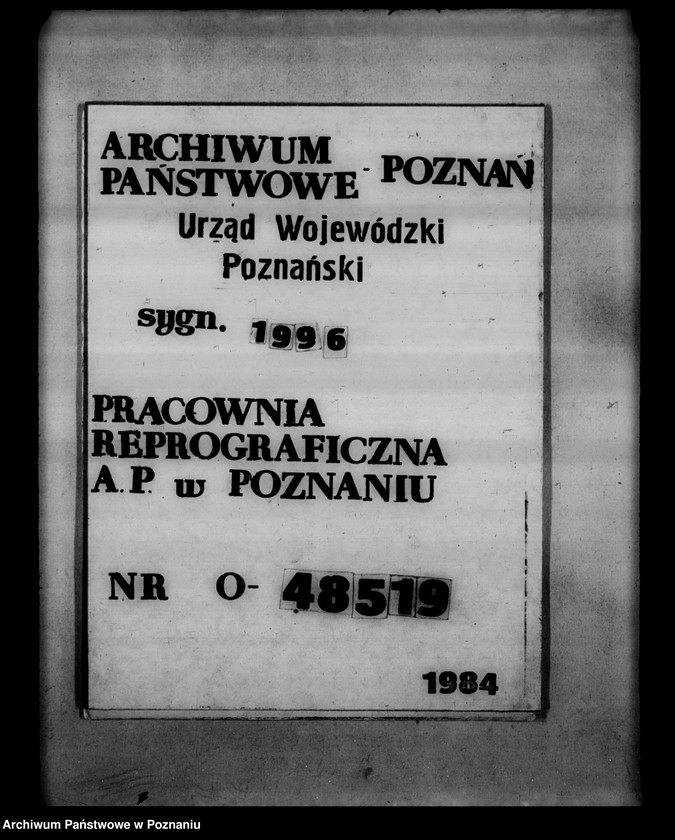 ARCHIWUM
PAŃSTWOWE - POZNAŃ
Urząd Wojewódzki
Poznański
sygn. 1996
PRACOWNIA
REPROGRAFICZNA
A.P. w POZNANIU
NR O- 48519
1984
Archiwum Państwowe w Poznaniu